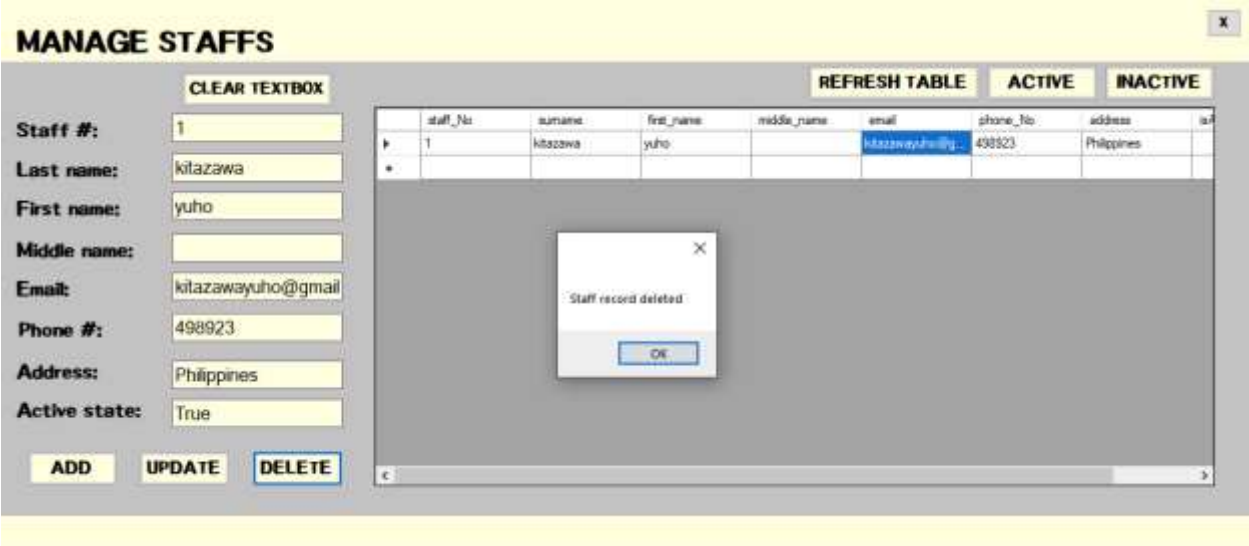 X
MANAGE STAFFS
CLEAR TEXTBOX
REFRESH TABLE ACTIVE INACTIVE
Staff #: 1
Last name: kitazawa
First name: yuho
Middle name:
Email: kitazawayuho@gmail
Phone #: 498923
Address: Philippines
Active state: True
ADD UPDATE DELETE
staff_No surname first_name middle_name email phone_No address isA
1 kitazawa yuho kitazawayuho@g... 498923 Philippines
Staff record deleted
OK